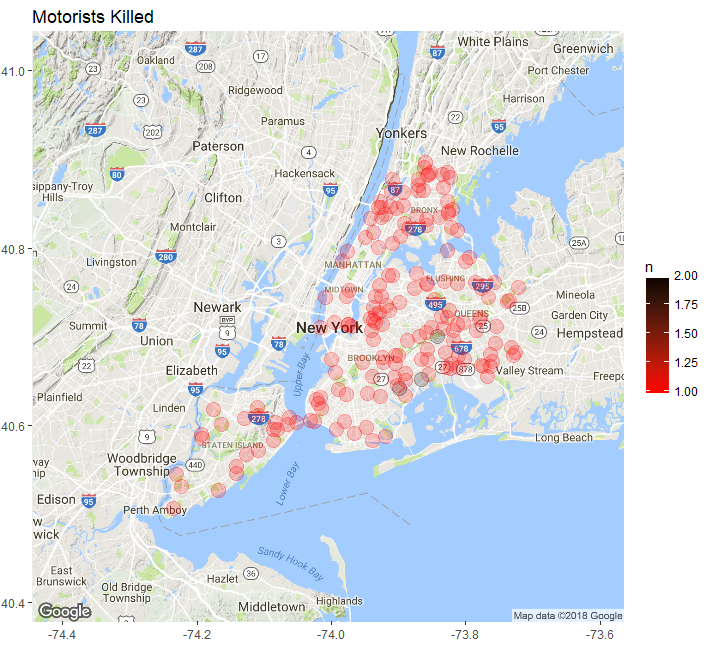 Motorists Killed
White Plains
Greenwich
Oakland
287
17
87
208
23
Port Chester
41.0
Ridgewood
Harrison
23
202
287
Paramus
22
95
Yonkers
Paterson
4
New Rochelle
Hackensack
80
95
87
sippany-Troy
Hills
Clifton
BRONX
Montclair
278
3
25A
40.8
280
Livingston
MANHATTAN
FLUSHING
24
MIDTOWN
295
Mineola
495
Newark
25B
Garden City
BYP
9
QUEENS
Summit
78
New York
25
24
Hempstead
Union
78
95
678
22
BROOKLYN
Elizabeth
27
878
Valley Stream
27
Upper Bay
Freep
Plainfield
95
Linden
278
40.6
9
Long Beach
STATEN ISLAND
Woodbridge
Township
440
way
hip
Lower Bay
Edison
95
Perth Amboy
w
wick
Sandy Hook Bay
East
Brunswick
36
Hazlet
Old Bridge
Township
Highlands
40.4
Google
Middletown
Map data ©2018 Google
-74.4
-74.2
-74.0
-73.8
-73.6
n
2.00
1.75
1.50
1.25
1.00